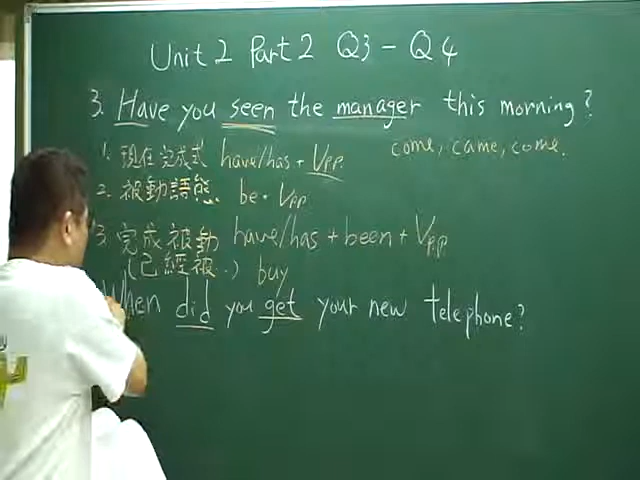 Unit 2 Part 2 Q3 - Q4
3. Have you seen the manager this morning?
1. 現在完成式 have/has + Vpp. come, came, come.
2. 被動語態 be + Vpp
3. 完成被動 have/has + been + Vpp
(已經被..) buy
When did you get your new telephone?